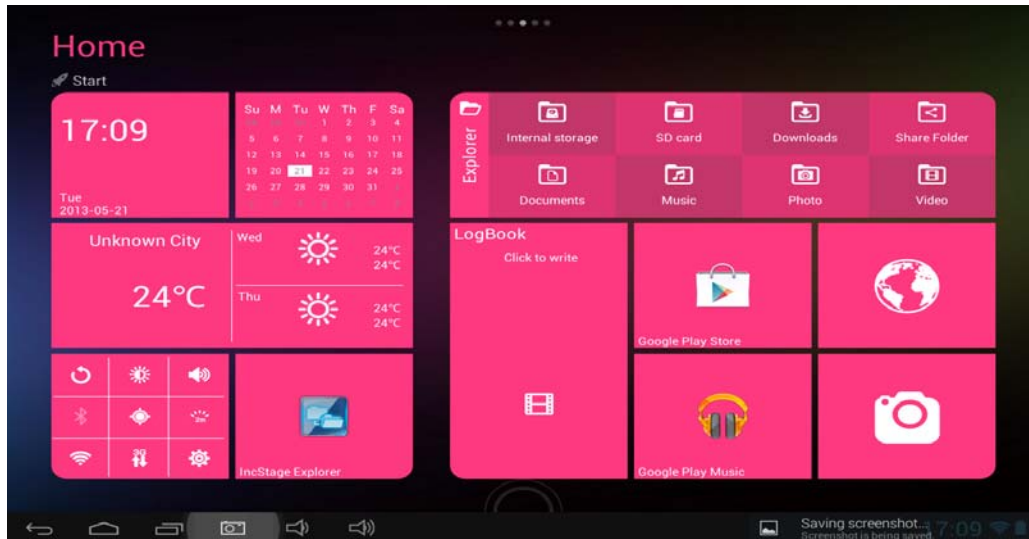 Home
Start
17:09
Tue
2013-05-21
Su M Tu W Th F Sa
1 2 3 4
5 6 7 8 9 10 11
12 13 14 15 16 17 18
19 20 21 22 23 24 25
26 27 28 29 30 31
Explorer
Internal storage
SD card
Downloads
Share Folder
Documents
Music
Photo
Video
Unknown City
24°C
Wed
24°C
24°C
Thu
24°C
24°C
LogBook
Click to write
Google Play Store
3G
IncStage Explorer
Google Play Music
Saving screenshot...
Screenshot is being saved
17:09